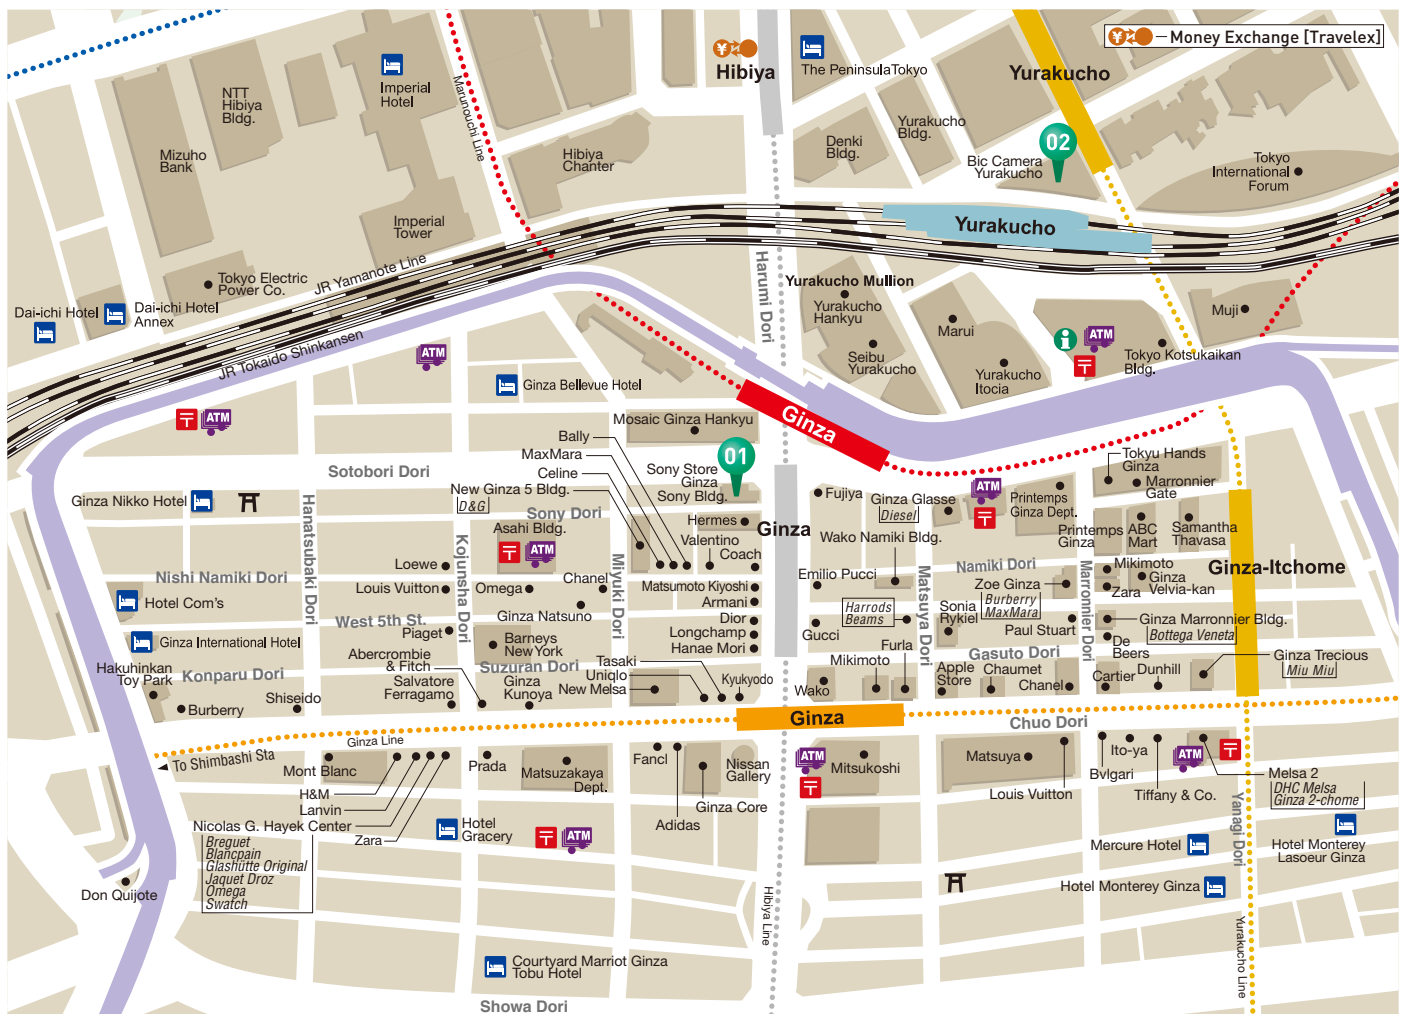 ¥
Money Exchange [Travelex]
Hibiya
The PeninsulaTokyo
Yurakucho
Imperial
Hotel
NTT
Hibiya
Bldg.
Marunouchi Line
Mizuho
Bank
Hibiya
Chanter
Denki
Bldg.
Yurakucho
Bldg.
02
Bic Camera
Yurakucho
Tokyo
International
Forum
Imperial
Tower
Yurakucho
JR Yamanote Line
Tokyo Electric
Power Co.
Harumi Dori
Yurakucho Mullion
Yurakucho
Hankyu
Seibu
Yurakucho
Marui
Yurakucho
Itocia
Muji
ATM
Tokyo Kotsukaikan
Bldg.
Dai-ichi Hotel
Dai-ichi Hotel
Annex
JR Tokaido Shinkansen
ATM
〒
ATM
〒
Ginza Bellevue Hotel
Ginza
Mosaic Ginza Hankyu
Bally
MaxMara
Celine
01
Sony Store
Ginza
Sony Bldg.
Sotobori Dori
New Ginza 5 Bldg.
D&G
Sony Dori
Ginza Nikko Hotel
Hanatsubaki Dori
Kojunsha Dori
Miyuki Dori
Asahi Bldg.
〒
ATM
Hermes
Valentino
Coach
Ginza
Fujiya
Ginza Glasse
Diesel
ATM
〒
Wako Namiki Bldg.
Printemps
Ginza Dept.
Tokyu Hands
Ginza
Marronnier
Gate
Printemps
Ginza
ABC
Mart
Samantha
Thavasa
Ginza-Itchome
Nishi Namiki Dori
Namiki Dori
Loewe
Louis Vuitton
Omega
Chanel
Ginza Natsuno
Matsumoto Kiyoshi
Armani
Dior
Longchamp
Hanae Mori
Emilio Pucci
Harrods
Beams
Gucci
Matsuya Dori
Sonia
Rykiel
Zoe Ginza
Burberry
MaxMara
Paul Stuart
Marronnier Dori
Mikimoto
Ginza
Velvia-kan
Zara
Ginza Marronnier Bldg.
Bottega Veneta
De
Beers
Hotel Com's
West 5th St.
Piaget
Barneys
New York
Ginza International Hotel
Hakuhinkan
Toy Park
Konparu Dori
Abercrombie
& Fitch
Salvatore
Ferragamo
Suzuran Dori
Ginza
Kunoya
Tasaki
Uniqlo
New Melsa
Kyukyodo
Furla
Mikimoto
Wako
Gasuto Dori
Apple
Store
Chaumet
Chanel
Cartier
Dunhill
Ginza Trecious
Miu Miu
Burberry
Shiseido
Ginza
Chuo Dori
Ginza Line
To Shimbashi Sta
Mont Blanc
H&M
Lanvin
Nicolas G. Hayek Center
Breguet
Blancpain
Glashütte Original
Jaquet Droz
Omega
Swatch
Zara
Prada
Matsuzakaya
Dept.
Fancl
Adidas
Nissan
Gallery
Ginza Core
ATM
〒
Mitsukoshi
Matsuya
Louis Vuitton
Bvlgari
Ito-ya
Tiffany & Co.
ATM
〒
Melsa 2
DHC Melsa
Ginza 2-chome
Hotel
Gracery
〒
ATM
Yanagi Dori
Mercure Hotel
Hotel Monterey
Lasoeur Ginza
Hotel Monterey Ginza
Don Quijote
Hibiya Line
Yurakucho Line
Courtyard Marriot Ginza
Tobu Hotel
Showa Dori